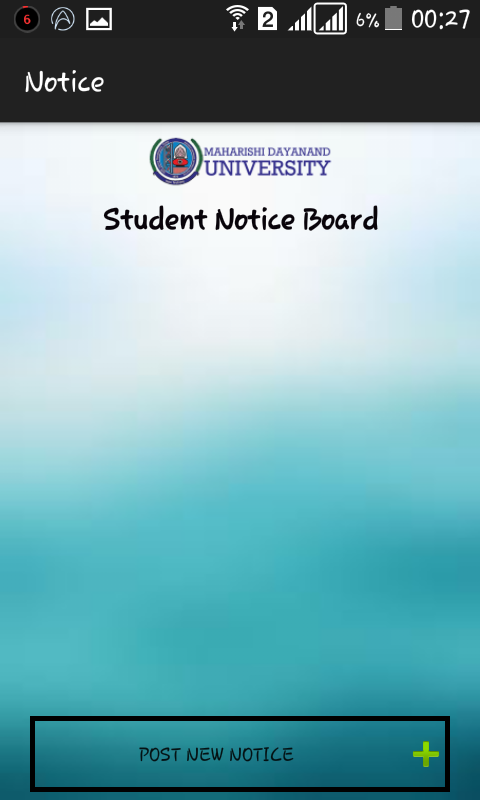 6 2 6% 00:27
Notice
MAHARISHI DAYANAND
UNIVERSITY
Student Notice Board
POST NEW NOTICE